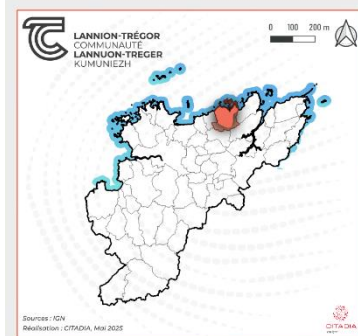 LANNION-TRÉGOR
COMMUNAUTÉ
LANNUON-TREGER
KUMUNIEZH
0 100 200 m
Sources : IGN
Réalisation : CITADIA, Mai 2025
CITADIA